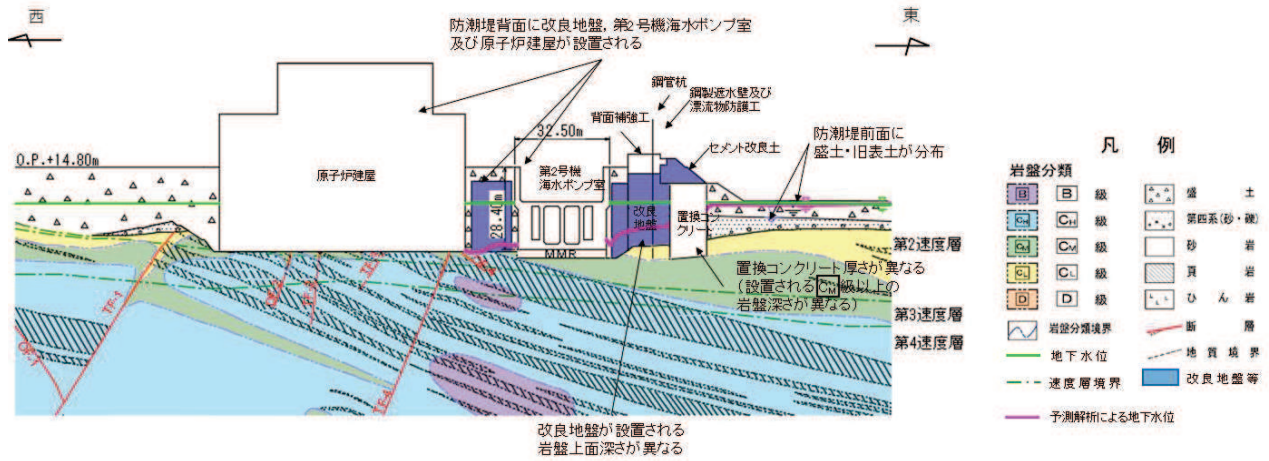 西
東
防潮堤背面に改良地盤，第2号機海水ポンプ室
及び原子炉建屋が設置される
鋼管杭
鋼製遮水壁及び
漂流物防護工
背面補強工
32.50m
セメント改良土
防潮堤前面に
盛土・旧表土が分布
O.P.+14.80m
原子炉建屋
第2号機
海水ポンプ室
28.40m
改良
地盤
置換コン
クリート
MMR
第2速度層
置換コンクリート厚さが異なる
（設置されるCM級以上の
岩盤深さが異なる）
第3速度層
第4速度層
TF-1
OF-1
TF-4
改良地盤が設置される
岩盤上面深さが異なる
凡例
岩盤分類
B B 級
CH CH 級
CM CM 級
CL CL 級
D D 級
岩盤分類境界
地下水位
速度層境界
予測解析による地下水位
盛土
第四系(砂・礫)
砂岩
頁岩
ひん岩
断層
地質境界
改良地盤等